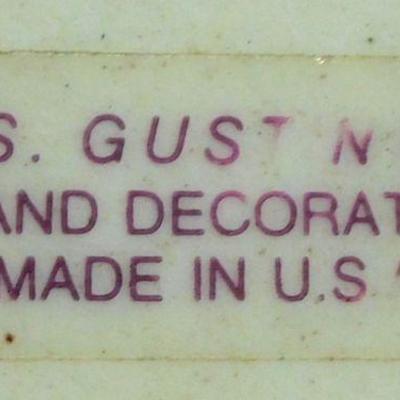 S. GUST N
AND DECORAT
MADE IN U.S